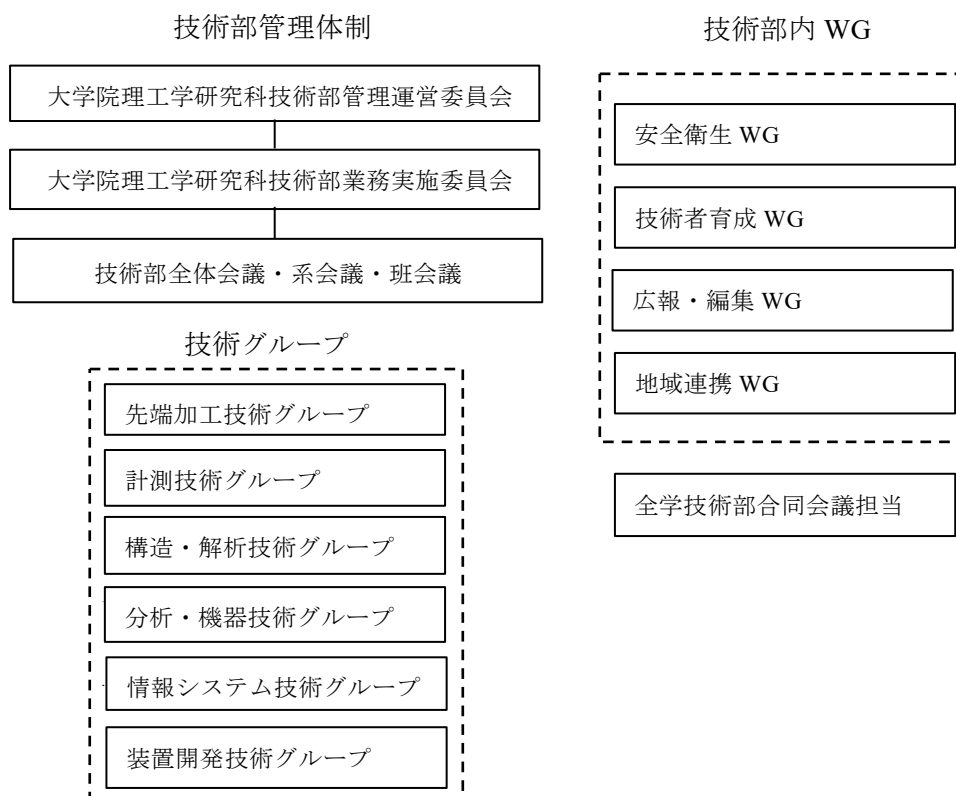 技術部管理体制
大学院理工学研究科技術部管理運営委員会
大学院理工学研究科技術部業務実施委員会
技術部全体会議・系会議・班会議
技術グループ
先端加工技術グループ
計測技術グループ
構造・解析技術グループ
分析・機器技術グループ
情報システム技術グループ
装置開発技術グループ
技術部内 WG
安全衛生 WG
技術者育成 WG
広報・編集 WG
地域連携 WG
全学技術部合同会議担当